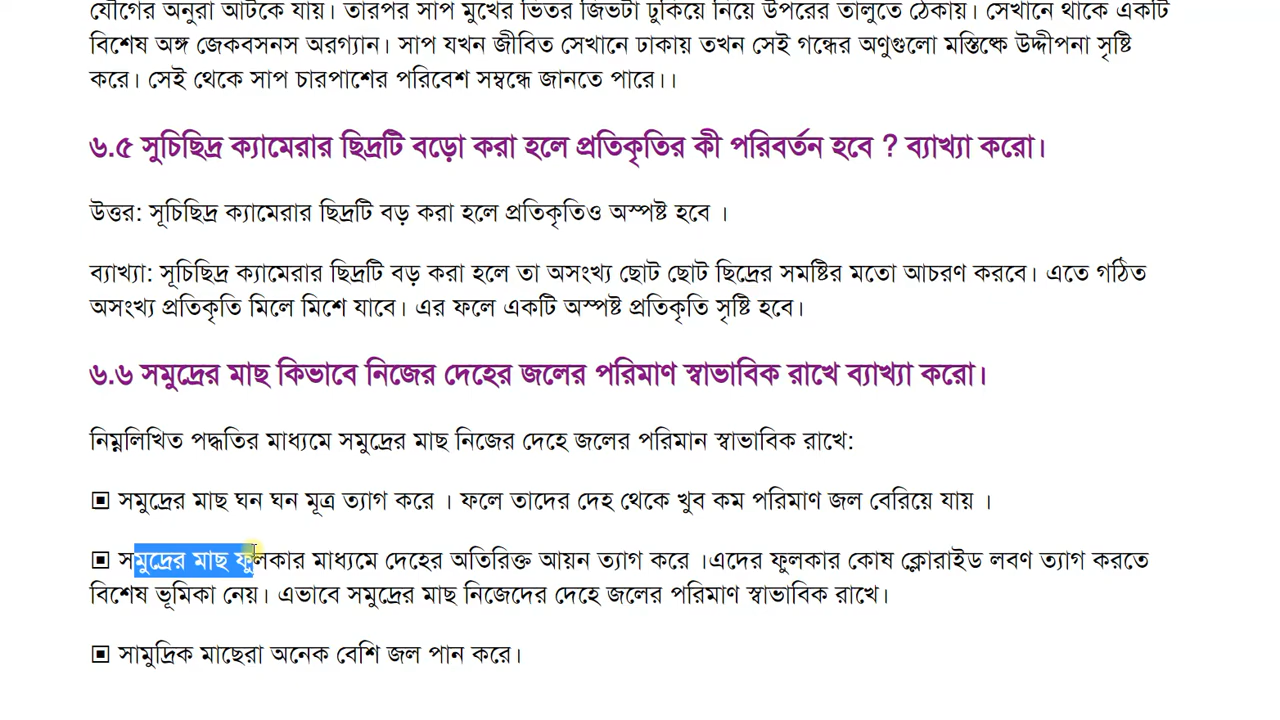 যৌগের অনুরা আটকে যায়। তারপর সাপ মুখের ভিতর জিভটা ঢুকিয়ে নিয়ে উপরের তালুতে ঠেকায়। সেখানে থাকে একটি
বিশেষ অঙ্গ জেকবসনস অরগ্যান। সাপ যখন জীবিত সেখানে ঢাকায় তখন সেই গন্ধের অণুগুলো মস্তিষ্কে উদ্দীপনা সৃষ্টি
করে। সেই থেকে সাপ চারপাশের পরিবেশ সম্বন্ধে জানতে পারে।।
৬.৫ সুচিছিদ্র ক্যামেরার ছিদ্রটি বড়ো করা হলে প্রতিকৃতির কী পরিবর্তন হবে ? ব্যাখ্যা করো।
উত্তর: সূচিছিদ্র ক্যামেরার ছিদ্রটি বড় করা হলে প্রতিকৃতিও অস্পষ্ট হবে ।
ব্যাখ্যা: সূচিছিদ্র ক্যামেরার ছিদ্রটি বড় করা হলে তা অসংখ্য ছোট ছোট ছিদ্রের সমষ্টির মতো আচরণ করবে। এতে গঠিত
অসংখ্য প্রতিকৃতি মিলে মিশে যাবে। এর ফলে একটি অস্পষ্ট প্রতিকৃতি সৃষ্টি হবে।
৬.৬ সমুদ্রের মাছ কিভাবে নিজের দেহের জলের পরিমাণ স্বাভাবিক রাখে ব্যাখ্যা করো।
নিম্নলিখিত পদ্ধতির মাধ্যমে সমুদ্রের মাছ নিজের দেহে জলের পরিমান স্বাভাবিক রাখে:
▣ সমুদ্রের মাছ ঘন ঘন মূত্র ত্যাগ করে । ফলে তাদের দেহ থেকে খুব কম পরিমাণ জল বেরিয়ে যায় ।
▣ সমুদ্রের মাছ ফুলকার মাধ্যমে দেহের অতিরিক্ত আয়ন ত্যাগ করে ।এদের ফুলকার কোষ ক্লোরাইড লবণ ত্যাগ করতে
বিশেষ ভূমিকা নেয়। এভাবে সমুদ্রের মাছ নিজেদের দেহে জলের পরিমাণ স্বাভাবিক রাখে।
▣ সামুদ্রিক মাছেরা অনেক বেশি জল পান করে।